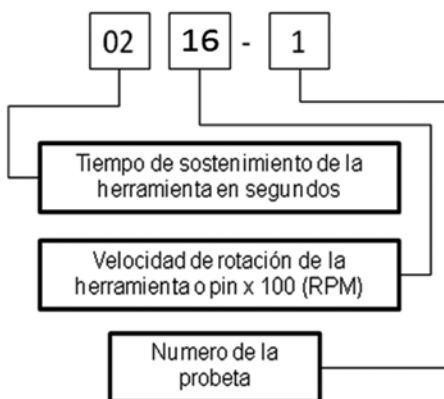 02 16 - 1
Tiempo de sostenimiento de la
herramienta en segundos
Velocidad de rotación de la
herramienta o pin x 100 (RPM)
Numero de la
probeta